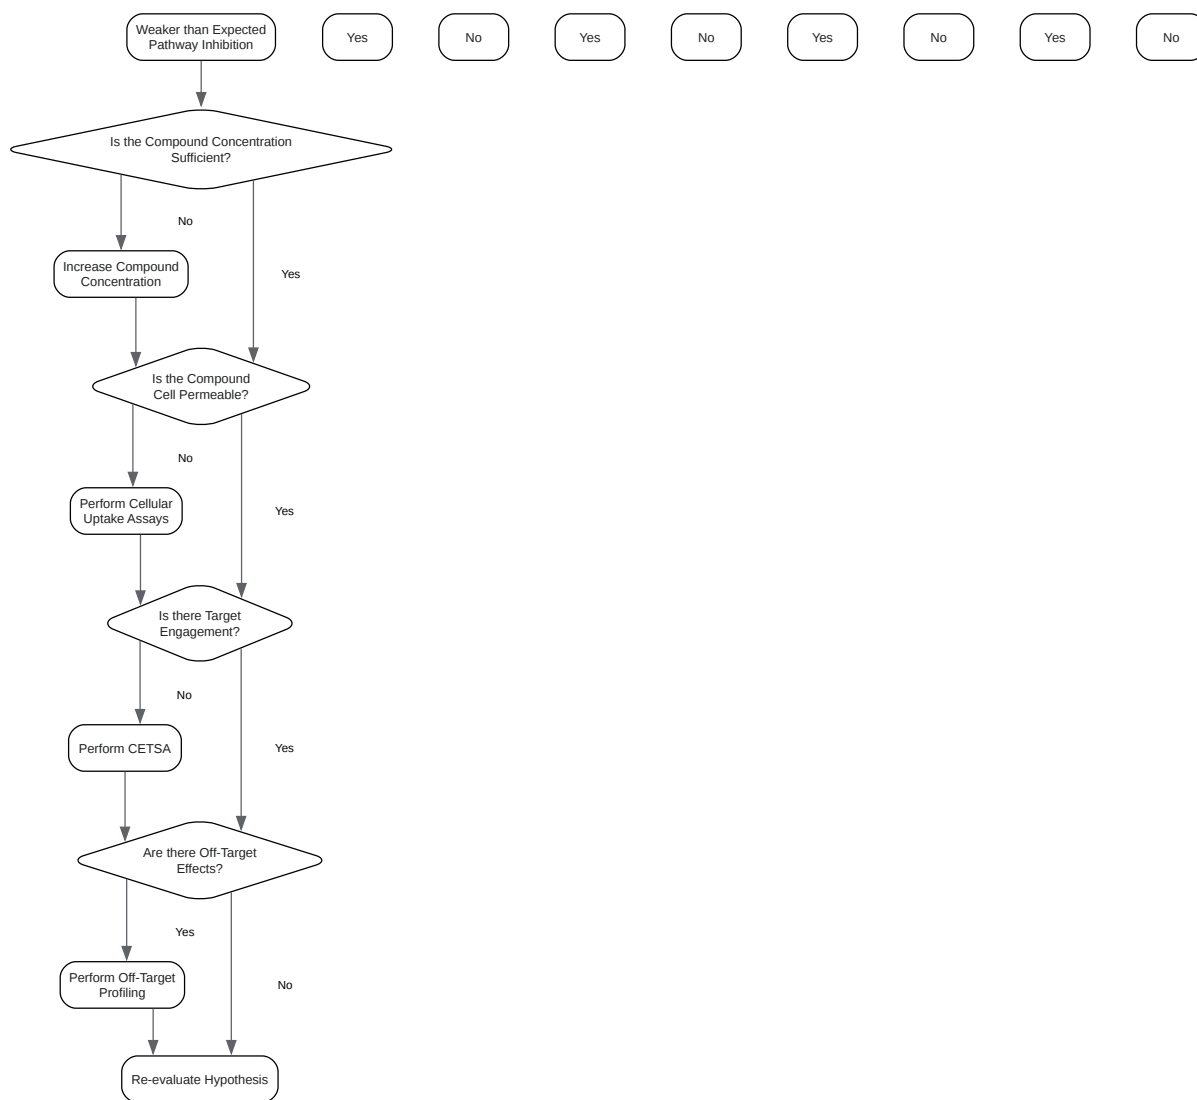 Weaker than Expected
Pathway Inhibition
Yes
No
Yes
No
Yes
No
Yes
No
Is the Compound Concentration
Sufficient?
No
Increase Compound
Concentration
Yes
Is the Compound
Cell Permeable?
No
Perform Cellular
Uptake Assays
Yes
Is there Target
Engagement?
No
Perform CETSA
Yes
Are there Off-Target
Effects?
Yes
Perform Off-Target
Profiling
No
Re-evaluate Hypothesis